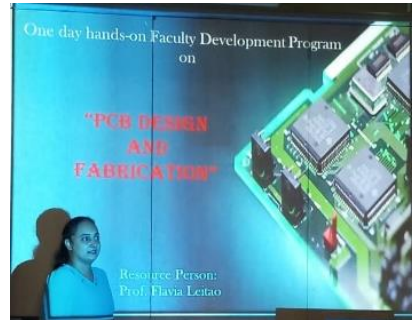 One day hands-on Faculty Development Program
on
"PCB DESIGN
AND
FABRICATION"
Resource Person:
Prof. Flavia Leitao